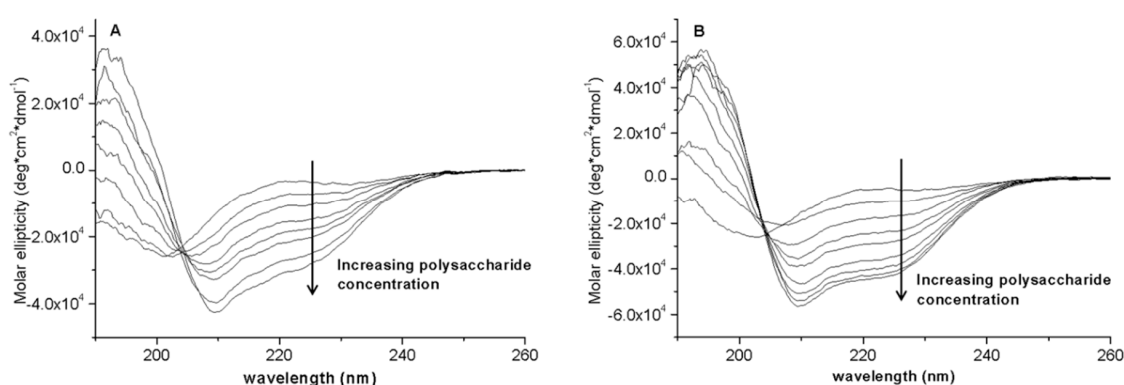 A
Molar ellipticity (deg*cm²*dmol⁻¹)
4.0x10⁴
2.0x10⁴
0.0
-2.0x10⁴
-4.0x10⁴
Increasing polysaccharide
concentration
200
220
240
260
wavelength (nm)
B
Molar ellipticity (deg*cm²*dmol⁻¹)
6.0x10⁴
4.0x10⁴
2.0x10⁴
0.0
-2.0x10⁴
-4.0x10⁴
-6.0x10⁴
Increasing polysaccharide
concentration
200
220
240
260
wavelength (nm)